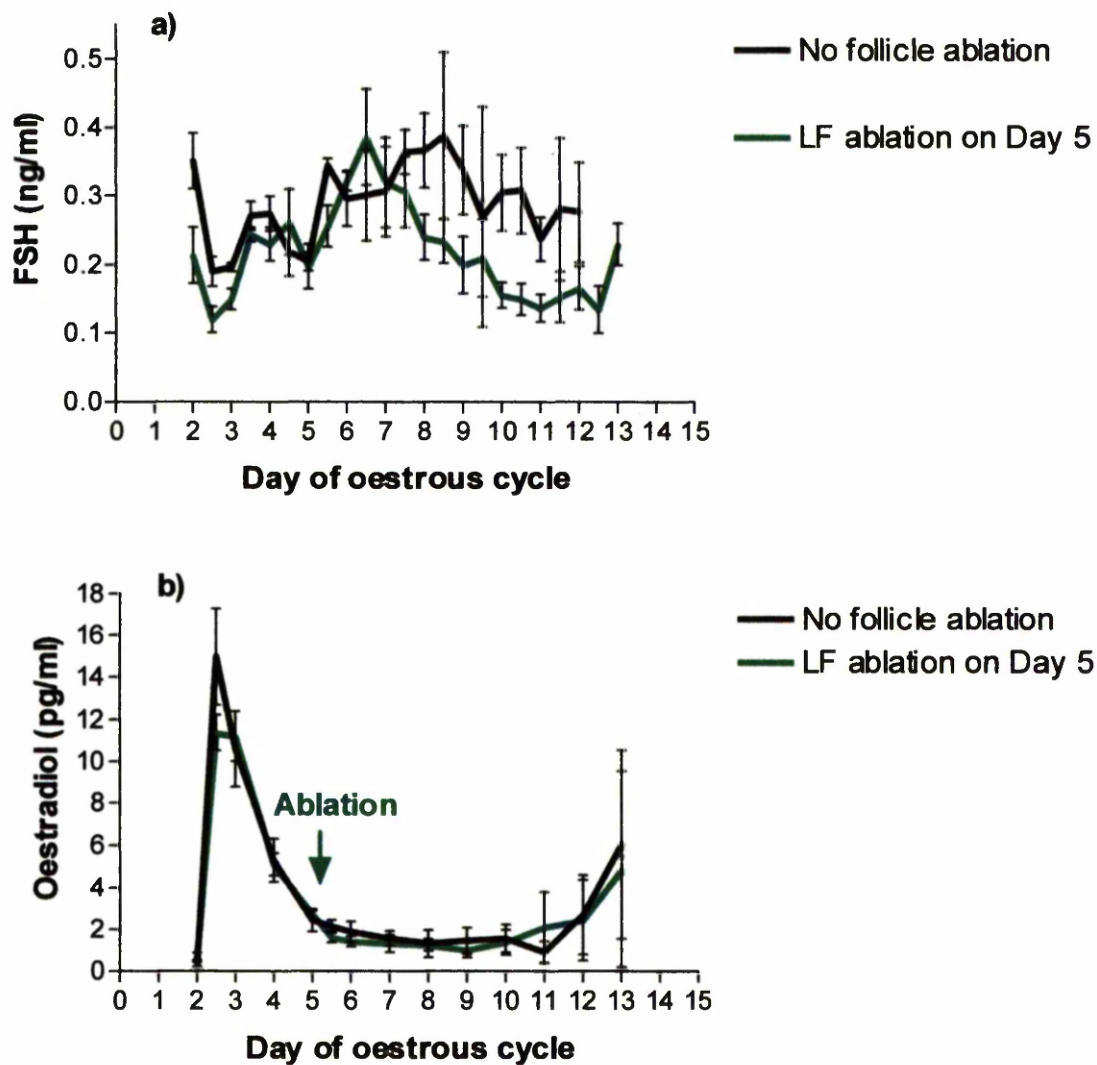 a)
No follicle ablation
LF ablation on Day 5
FSH (ng/ml)
0.5
0.4
0.3
0.2
0.1
0.0
0 1 2 3 4 5 6 7 8 9 10 11 12 13 14 15
Day of oestrous cycle
b)
No follicle ablation
LF ablation on Day 5
Oestradiol (pg/ml)
18
16
14
12
10
8
6
4
2
0
Ablation
0 1 2 3 4 5 6 7 8 9 10 11 12 13 14 15
Day of oestrous cycle